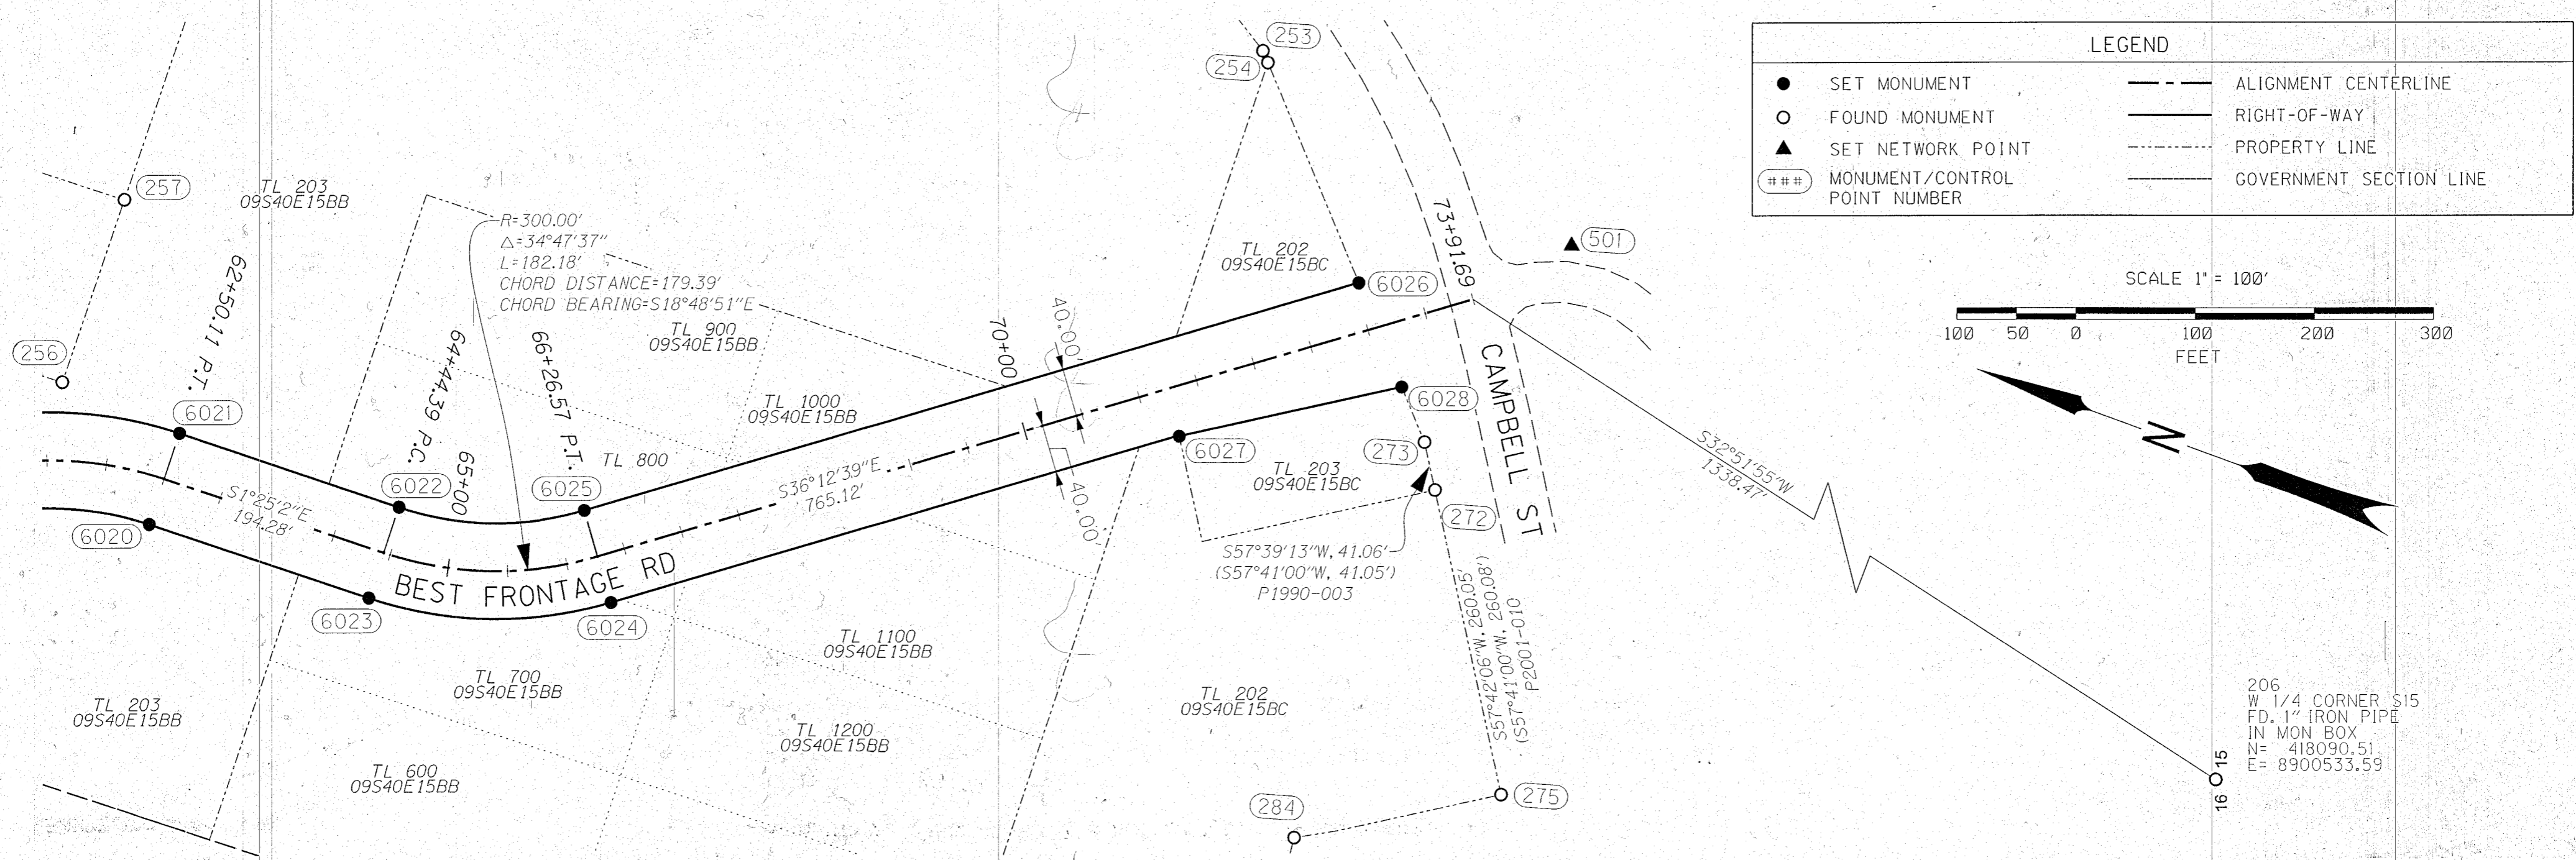 253
254
257
TL 203
09S40E15BB
R=300.00'
△=34°47'37"
L=182.18'
CHORD DISTANCE=179.39'
CHORD BEARING=S18°48'51"E
TL 900
09S40E15BB
TL 202
09S40E15BC
73+91.69
501
6026
256
62+50.11 P.T.
64+44.39 P.C.
65+00
66+26.57 P.T.
70+00
40.00'
6021
6022
6025
TL 800
TL 1000
09S40E15BB
S1°25'2"E
194.28'
S36°12'39"E
765.12'
40.00'
6020
6023
6024
BEST FRONTAGE RD
6027
6028
273
272
TL 203
09S40E15BC
CAMPBELL ST
S57°39'13"W, 41.06'
(S57°41'00"W, 41.05')
P1990-003
S57°42'06"W, 260.05'
(S57°41'00"W, 260.08')
P2001-010
S32°51'55"W
1338.47'
TL 203
09S40E15BB
TL 700
09S40E15BB
TL 600
09S40E15BB
TL 1100
09S40E15BB
TL 1200
09S40E15BB
TL 202
09S40E15BC
284
275
LEGEND
SET MONUMENT
FOUND MONUMENT
SET NETWORK POINT
### MONUMENT/CONTROL
POINT NUMBER
ALIGNMENT CENTERLINE
RIGHT-OF-WAY
PROPERTY LINE
GOVERNMENT SECTION LINE
SCALE 1" = 100'
100 50 0 100 200 300
FEET
N
206
W 1/4 CORNER S15
FD. 1" IRON PIPE
IN MON BOX
N= 418090.51
E= 8900533.59
16 15